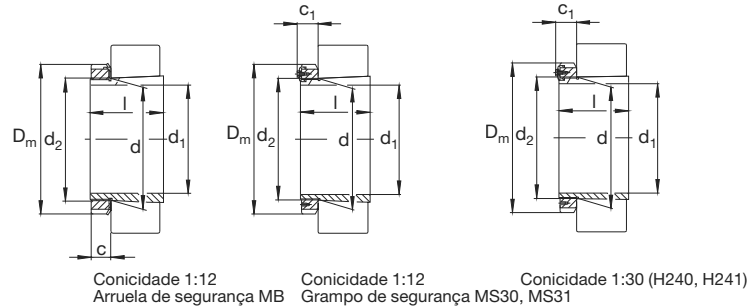 c1
c1
l
l
l
Dm d2 d d1
Dm d2 d d1
Dm d2 d d1
c
Conicidade 1:12
Arruela de segurança MB
Conicidade 1:12
Grampo de segurança MS30, MS31
Conicidade 1:30 (H240, H241)